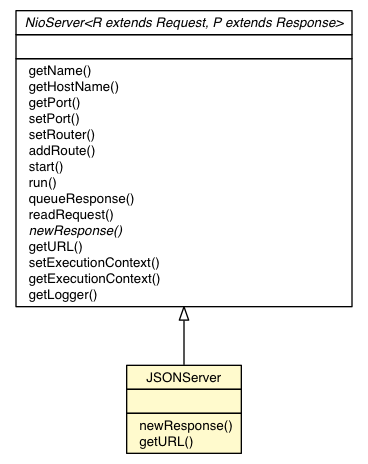 NioServer<R extends Request, P extends Response>
getName()
getHostName()
getPort()
setPort()
setRouter()
addRoute()
start()
run()
queueResponse()
readRequest()
newResponse()
getURL()
setExecutionContext()
getExecutionContext()
getLogger()
JSONServer
newResponse()
getURL()